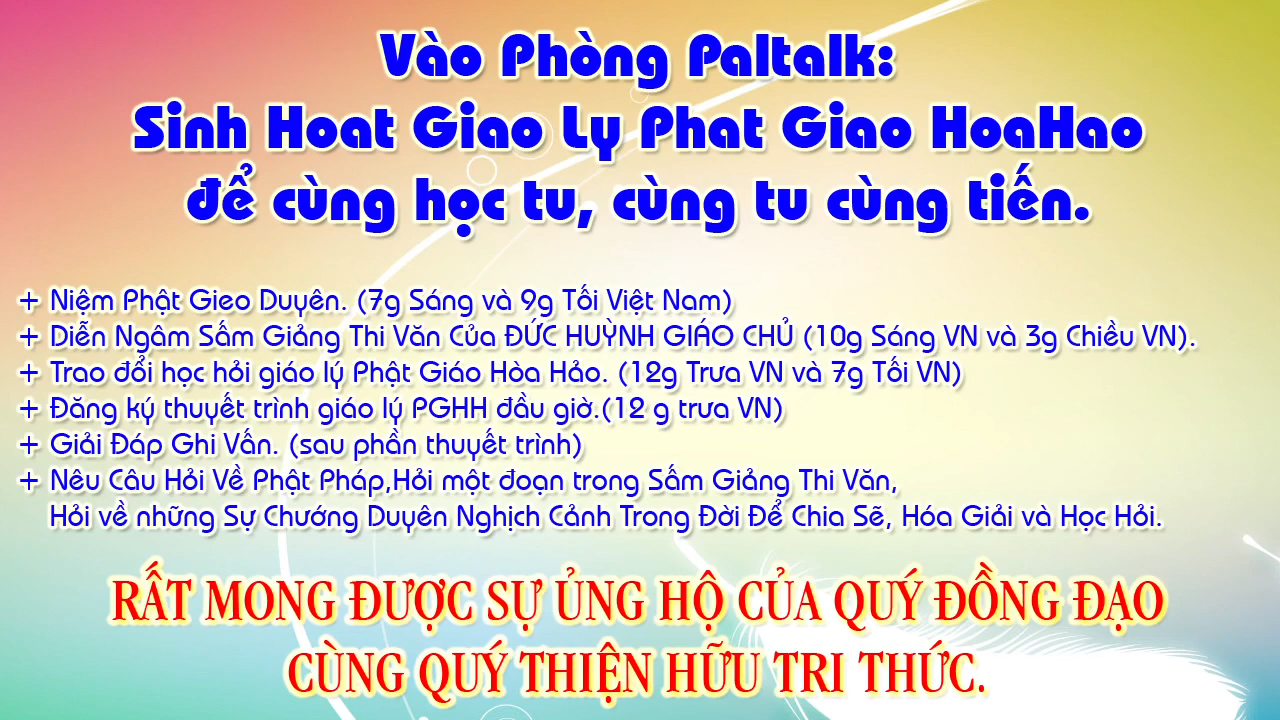 Vào Phòng Paltalk:
Sinh Hoat Giao Ly Phat Giao HoaHao
để cùng học tu, cùng tu cùng tiến.
+ Niệm Phật Gieo Duyên. (7g Sáng và 9g Tối Việt Nam)
+ Diễn Ngâm Sấm Giảng Thi Văn Của ĐỨC HUỲNH GIÁO CHỦ (10g Sáng VN và 3g Chiều VN).
+ Trao đổi học hỏi giáo lý Phật Giáo Hòa Hảo. (12g Trưa VN và 7g Tối VN)
+ Đăng ký thuyết trình giáo lý PGHH đầu giờ.(12 g trưa VN)
+ Giải Đáp Ghi Vấn. (sau phần thuyết trình)
+ Nêu Câu Hỏi Về Phật Pháp,Hỏi một đoạn trong Sấm Giảng Thi Văn,
Hỏi về những Sự Chướng Duyên Nghịch Cảnh Trong Đời Để Chia Sẽ, Hóa Giải và Học Hỏi.
RẤT MONG ĐƯỢC SỰ ỦNG HỘ CỦA QUÝ ĐỒNG ĐẠO
CÙNG QUÝ THIỆN HỮU TRI THỨC.